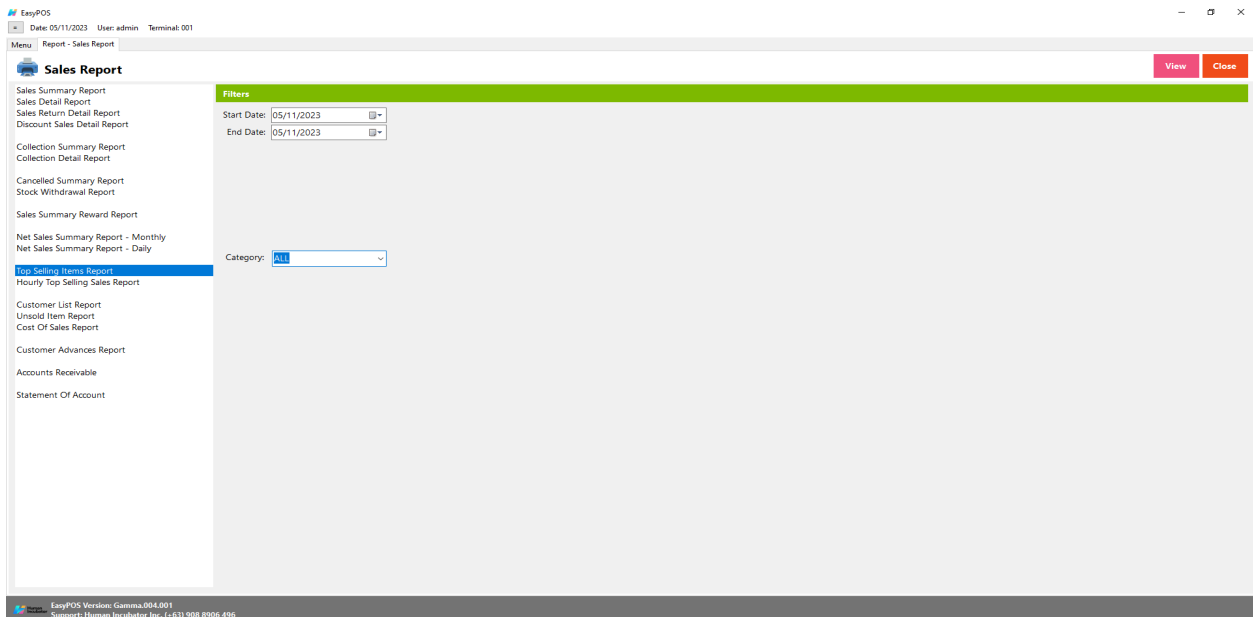 EasyPOS
Date: 05/11/2023 User: admin Terminal: 001
Menu Report - Sales Report
Sales Report
View Close
Sales Summary Report
Sales Detail Report
Sales Return Detail Report
Discount Sales Detail Report
Collection Summary Report
Collection Detail Report
Cancelled Summary Report
Stock Withdrawal Report
Sales Summary Reward Report
Net Sales Summary Report - Monthly
Net Sales Summary Report - Daily
Top Selling Items Report
Hourly Top Selling Sales Report
Customer List Report
Unsold Item Report
Cost Of Sales Report
Customer Advances Report
Accounts Receivable
Statement Of Account
Filters
Start Date: 05/11/2023
End Date: 05/11/2023
Category: ALL
Human Incubator
EasyPOS Version: Gamma.004.001
Support: Human Incubator Inc. (+63) 908 8906 496